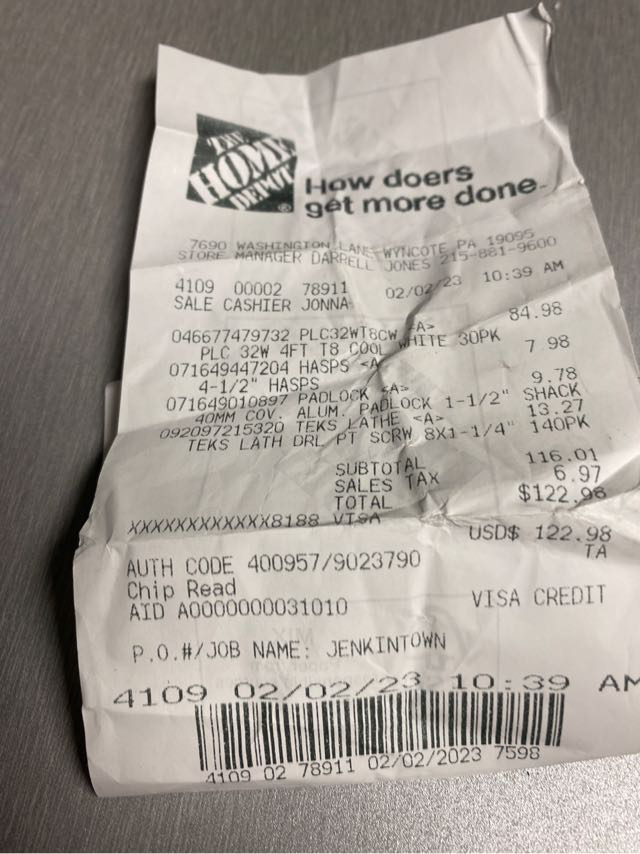 THE
HOME
DEPOT
How doers
get more done.
7690 WASHINGTON LANE WYNCOTE PA 19095
STORE MANAGER DARRELL JONES 215-881-9600
4109 00002 78911 02/02/23 10:39 AM
SALE CASHIER JONNA
046677479732 PLC32WT8CW <A> 84.98
PLC 32W 4FT T8 COOL WHITE 30PK
071649447204 HASPS <A 7 98
4-1/2" HASPS
071649010897 PADLOCK <A> 9.78
40MM COV. ALUM. PADLOCK 1-1/2" SHACK
092097215320 TEKS LATHE <A> 13.27
TEKS LATH DRL PT SCRW 8X1-1/4" 140PK
SUBTOTAL 116.01
SALES TAX 6.97
TOTAL $122.98
XXXXXXXXXXXX8188 VISA
USD$ 122.98
TA
AUTH CODE 400957/9023790
Chip Read
AID A0000000031010 VISA CREDIT
P.O.#/JOB NAME: JENKINTOWN
4109 02/02/23 10:39 AM
4109 02 78911 02/02/2023 7598